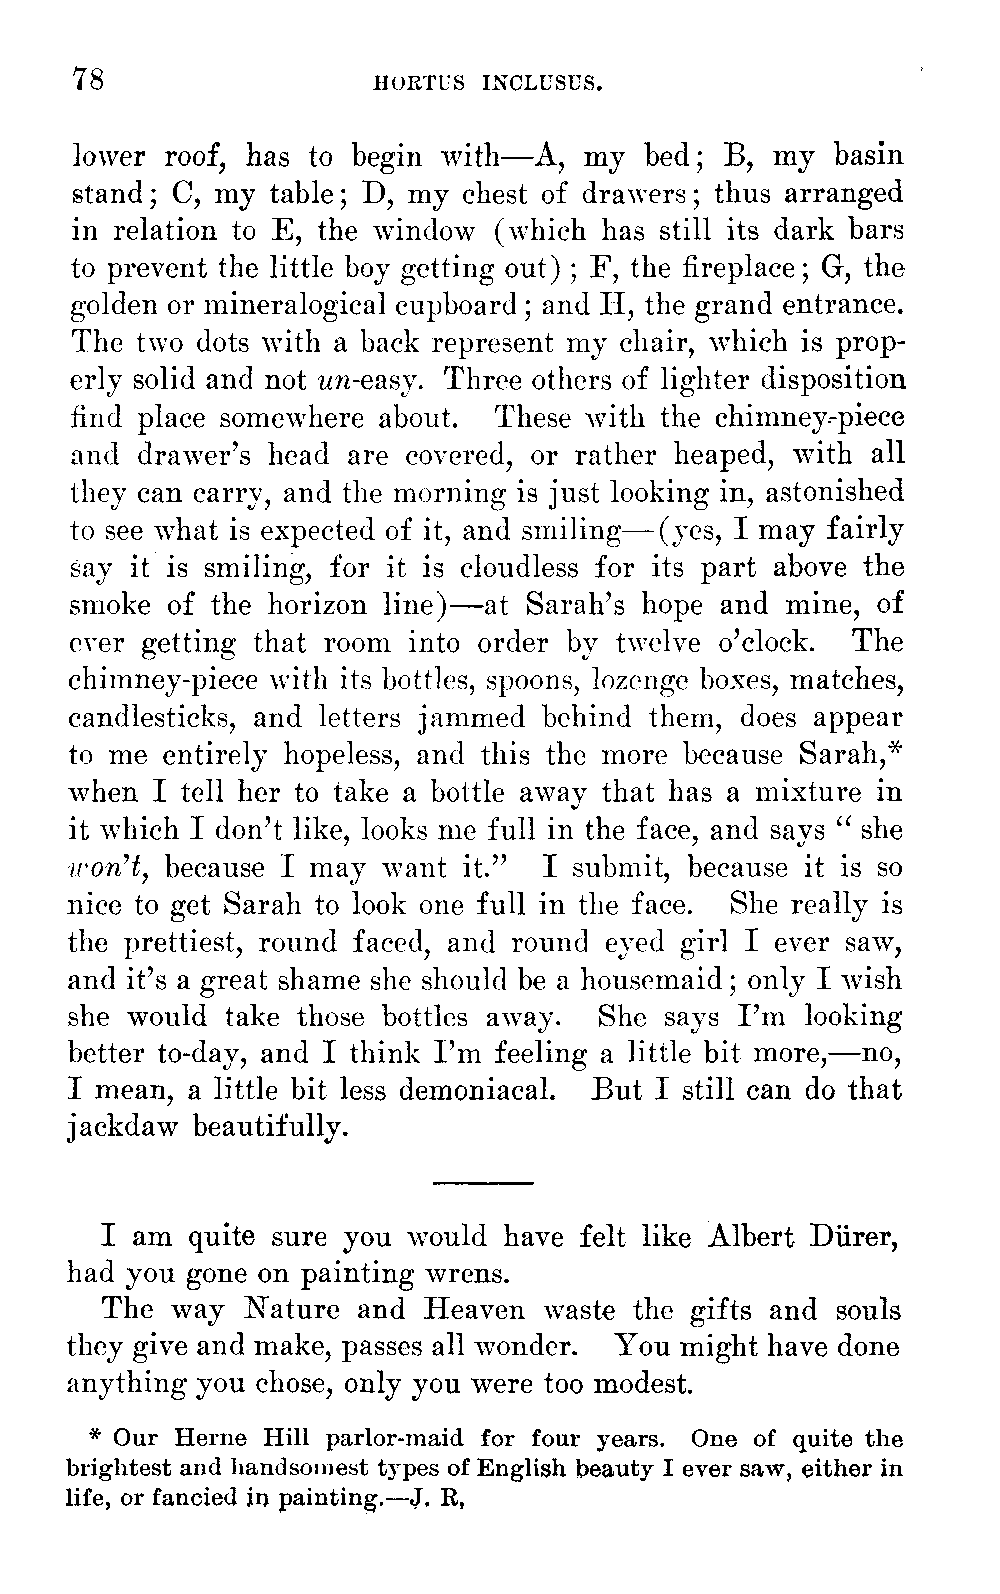 78 HORTUS INCLUSUS.
lower roof, has to begin with—A, my bed; B, my basin
stand; C, my table; D, my chest of drawers; thus arranged
in relation to E, the window (which has still its dark bars
to prevent the little boy getting out); F, the fireplace; G, the
golden or mineralogical cupboard; and H, the grand entrance.
The two dots with a back represent my chair, which is prop-
erly solid and not un-easy. Three others of lighter disposition
find place somewhere about. These with the chimney-piece
and drawer's head are covered, or rather heaped, with all
they can carry, and the morning is just looking in, astonished
to see what is expected of it, and smiling—(yes, I may fairly
say it is smiling, for it is cloudless for its part above the
smoke of the horizon line)—at Sarah's hope and mine, of
ever getting that room into order by twelve o'clock. The
chimney-piece with its bottles, spoons, lozenge boxes, matches,
candlesticks, and letters jammed behind them, does appear
to me entirely hopeless, and this the more because Sarah,*
when I tell her to take a bottle away that has a mixture in
it which I don't like, looks me full in the face, and says “ she
won't, because I may want it.” I submit, because it is so
nice to get Sarah to look one full in the face. She really is
the prettiest, round faced, and round eyed girl I ever saw,
and it's a great shame she should be a housemaid; only I wish
she would take those bottles away. She says I'm looking
better to-day, and I think I'm feeling a little bit more,—no,
I mean, a little bit less demoniacal. But I still can do that
jackdaw beautifully.
I am quite sure you would have felt like Albert Dürer,
had you gone on painting wrens.
The way Nature and Heaven waste the gifts and souls
they give and make, passes all wonder. You might have done
anything you chose, only you were too modest.
* Our Herne Hill parlor-maid for four years. One of quite the
brightest and handsomest types of English beauty I ever saw, either in
life, or fancied in painting.—J. R,